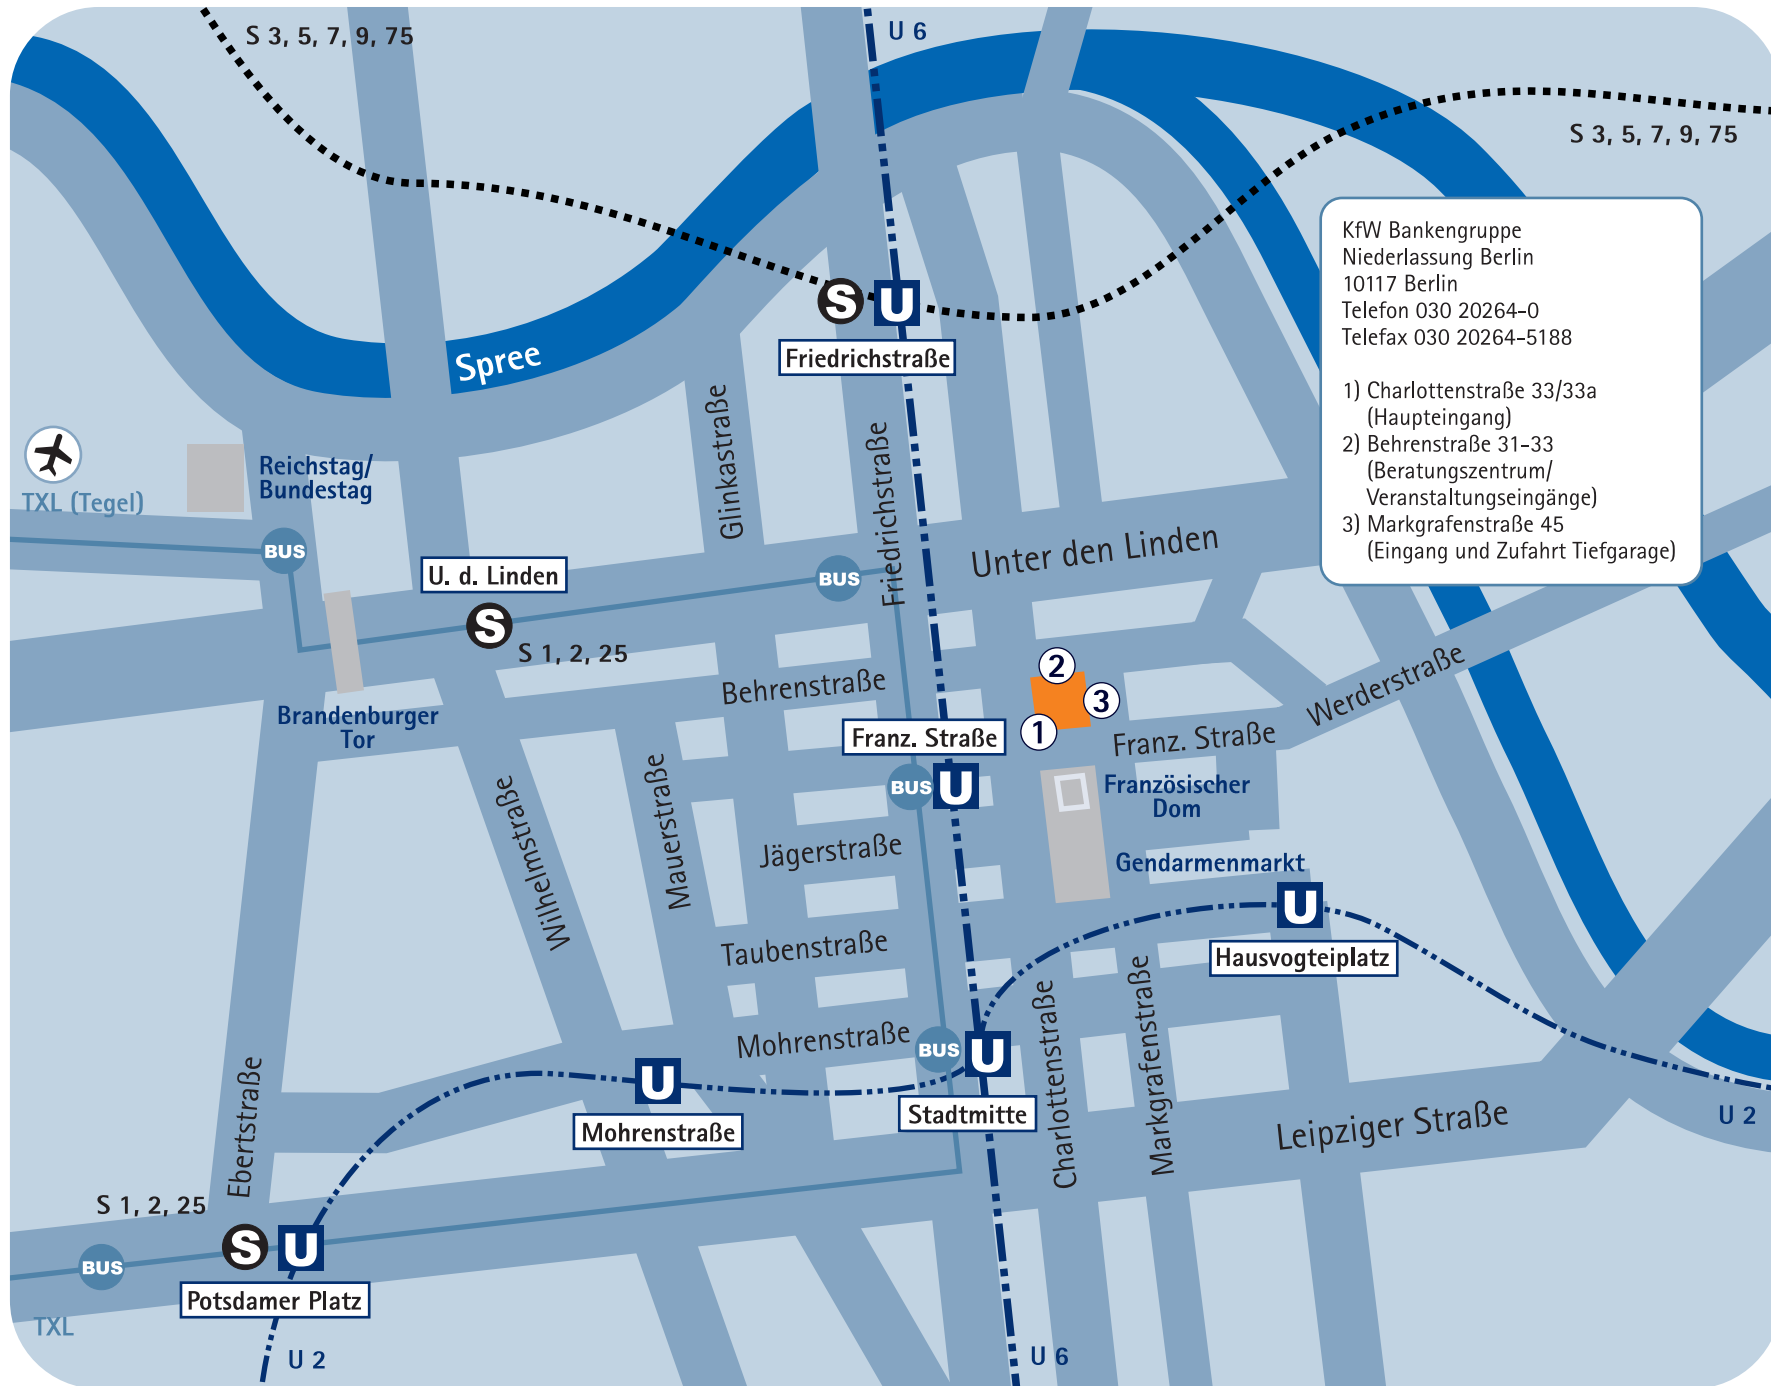 S 3, 5, 7, 9, 75
U 6
S 3, 5, 7, 9, 75
KfW Bankengruppe
Niederlassung Berlin
10117 Berlin
Telefon 030 20264-0
Telefax 030 20264-5188
1) Charlottenstraße 33/33a
(Haupteingang)
2) Behrenstraße 31-33
(Beratungszentrum/
Veranstaltungseingänge)
3) Markgrafenstraße 45
(Eingang und Zufahrt Tiefgarage)
S
U
Friedrichstraße
Spree
Glinkastraße
Friedrichstraße
TXL (Tegel)
Reichstag/
Bundestag
BUS
U. d. Linden
BUS
Unter den Linden
S
S 1, 2, 25
Brandenburger
Tor
Behrenstraße
2
3
1
Werderstraße
Franz. Straße
Franz. Straße
BUS
U
Französischer
Dom
Wilhelmstraße
Mauerstraße
Jägerstraße
Gendarmenmarkt
U
Hausvogteiplatz
Taubenstraße
Mohrenstraße
BUS
U
Stadtmitte
Charlottenstraße
Markgrafenstraße
U
Mohrenstraße
Leipziger Straße
U 2
Ebertstraße
S 1, 2, 25
S
U
BUS
Potsdamer Platz
TXL
U 2
U 6